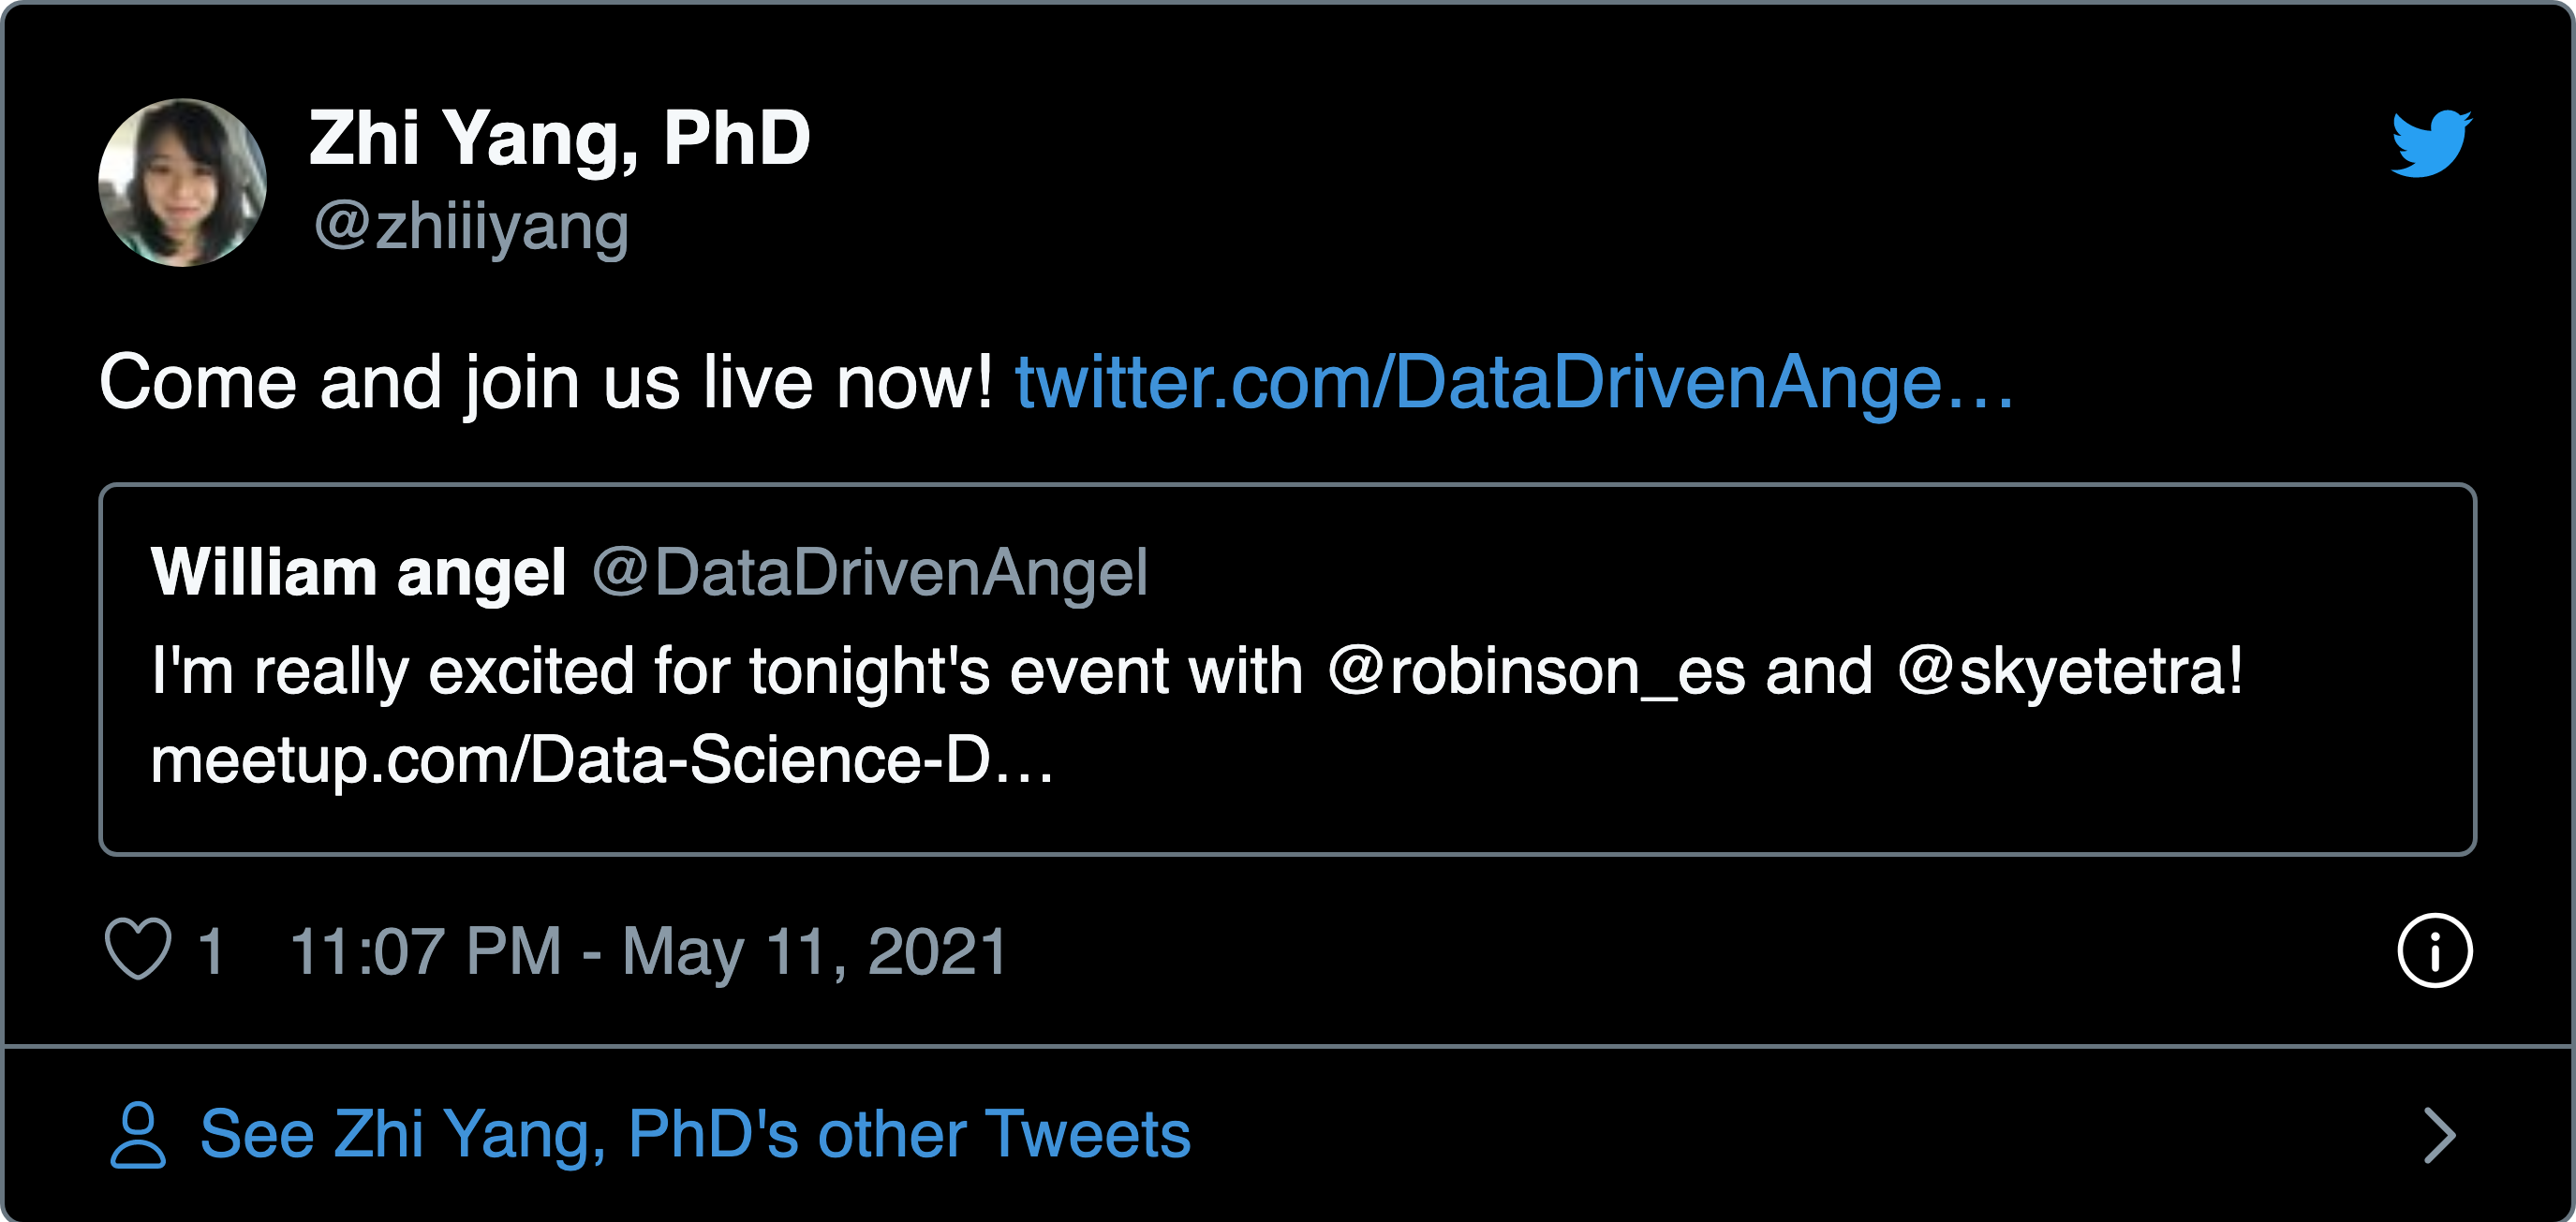 Zhi Yang, PhD
@zhiiiyang
Come and join us live now! twitter.com/DataDrivenAnge…
William angel @DataDrivenAngel
I'm really excited for tonight's event with @robinson_es and @skyetetra!
meetup.com/Data-Science-D…
1 11:07 PM - May 11, 2021
See Zhi Yang, PhD's other Tweets